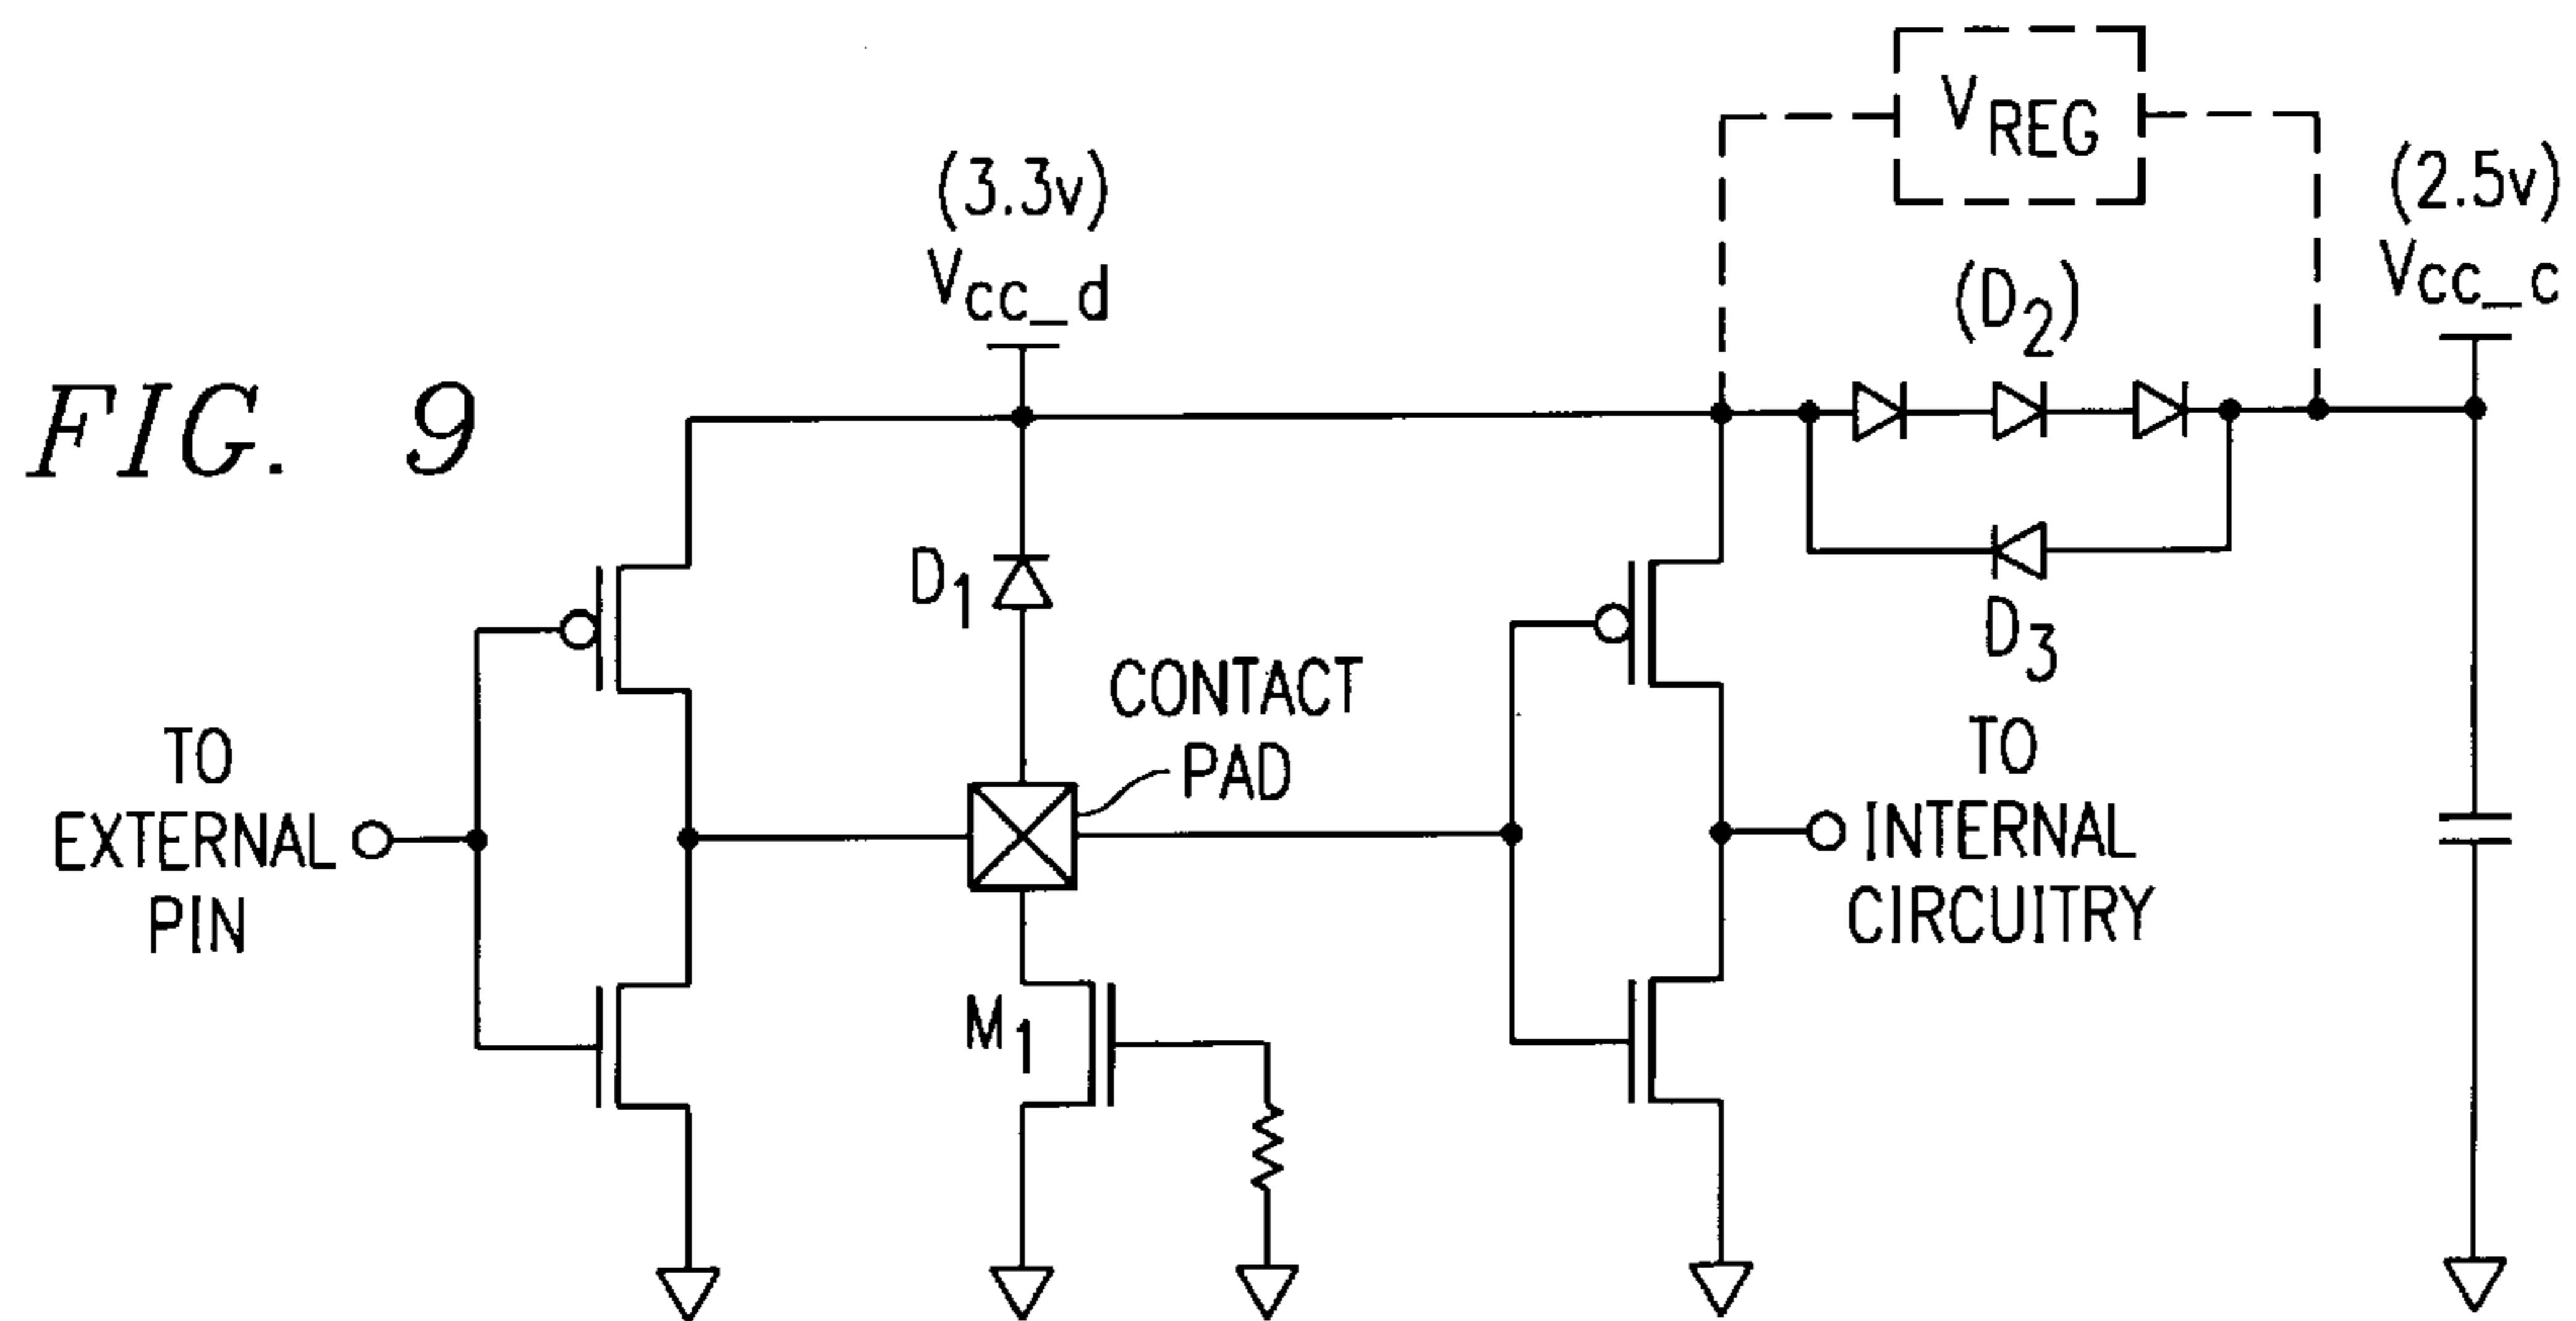 FIG. 9
(3.3v)
Vcc_d
VREG
(2.5v)
Vcc_c
(D2)
D1
D3
CONTACT
PAD
TO
EXTERNAL
PIN
TO
INTERNAL
CIRCUITRY
M1